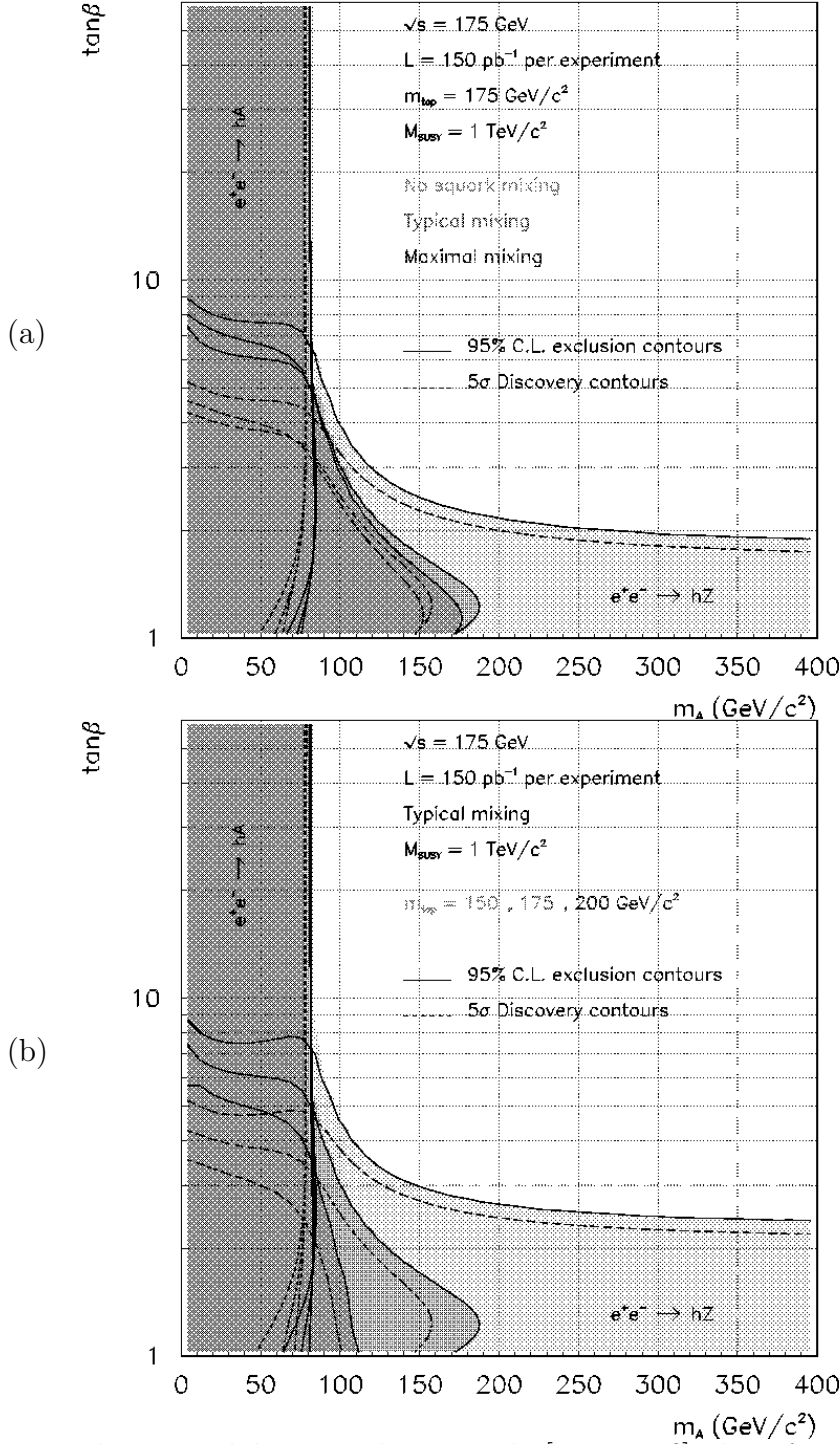 tanβ
√s = 175 GeV
L = 150 pb⁻¹ per experiment
m_top = 175 GeV/c²
M_SUSY = 1 TeV/c²
e⁺e⁻ → hA
No squark mixing
Typical mixing
Maximal mixing
10
(a)
95% C.L. exclusion contours
5σ Discovery contours
e⁺e⁻ → hZ
1
0 50 100 150 200 250 300 350 400
m_A (GeV/c²)
tanβ
√s = 175 GeV
L = 150 pb⁻¹ per experiment
Typical mixing
M_SUSY = 1 TeV/c²
e⁺e⁻ → hA
m_top = 150 , 175 , 200 GeV/c²
95% C.L. exclusion contours
10
5σ Discovery contours
(b)
e⁺e⁻ → hZ
1
0 50 100 150 200 250 300 350 400
m_A (GeV/c²)